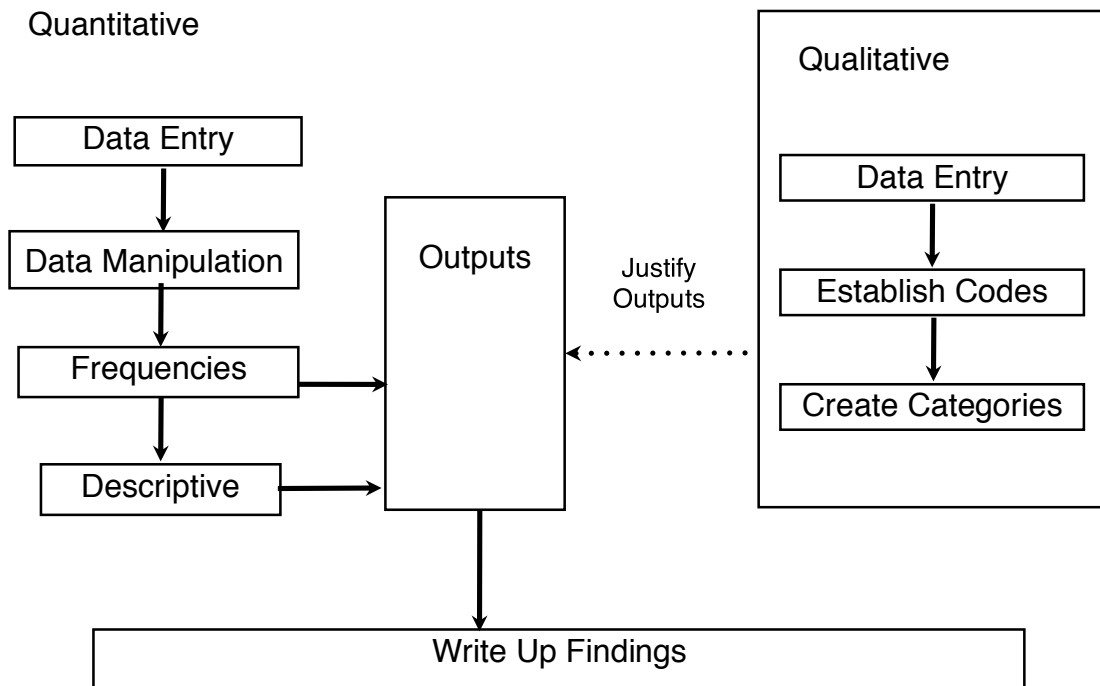 Quantitative
Data Entry
Data Manipulation
Frequencies
Descriptive
Outputs
Justify
Outputs
Qualitative
Data Entry
Establish Codes
Create Categories
Write Up Findings